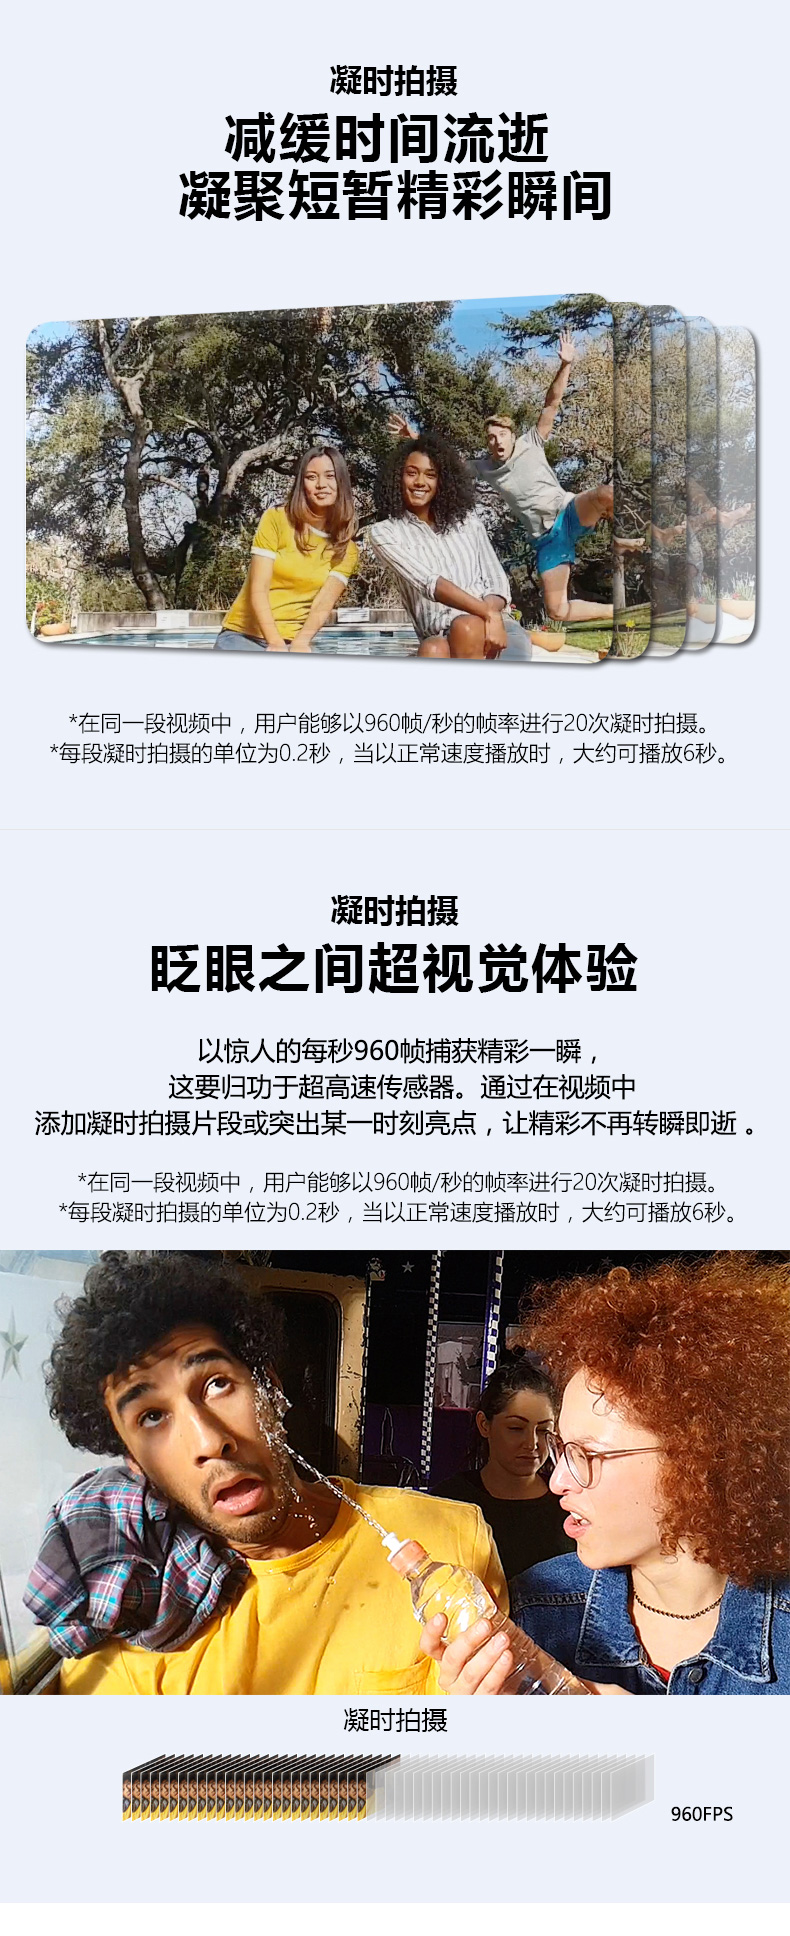 凝时拍摄
减缓时间流逝
凝聚短暂精彩瞬间
*在同一段视频中，用户能够以960帧/秒的帧率进行20次凝时拍摄。
*每段凝时拍摄的单位为0.2秒，当以正常速度播放时，大约可播放6秒。
凝时拍摄
眨眼之间超视觉体验
以惊人的每秒960帧捕获精彩一瞬，
这要归功于超高速传感器。通过在视频中
添加凝时拍摄片段或突出某一时刻亮点，让精彩不再转瞬即逝 。
*在同一段视频中，用户能够以960帧/秒的帧率进行20次凝时拍摄。
*每段凝时拍摄的单位为0.2秒，当以正常速度播放时，大约可播放6秒。
凝时拍摄
960FPS